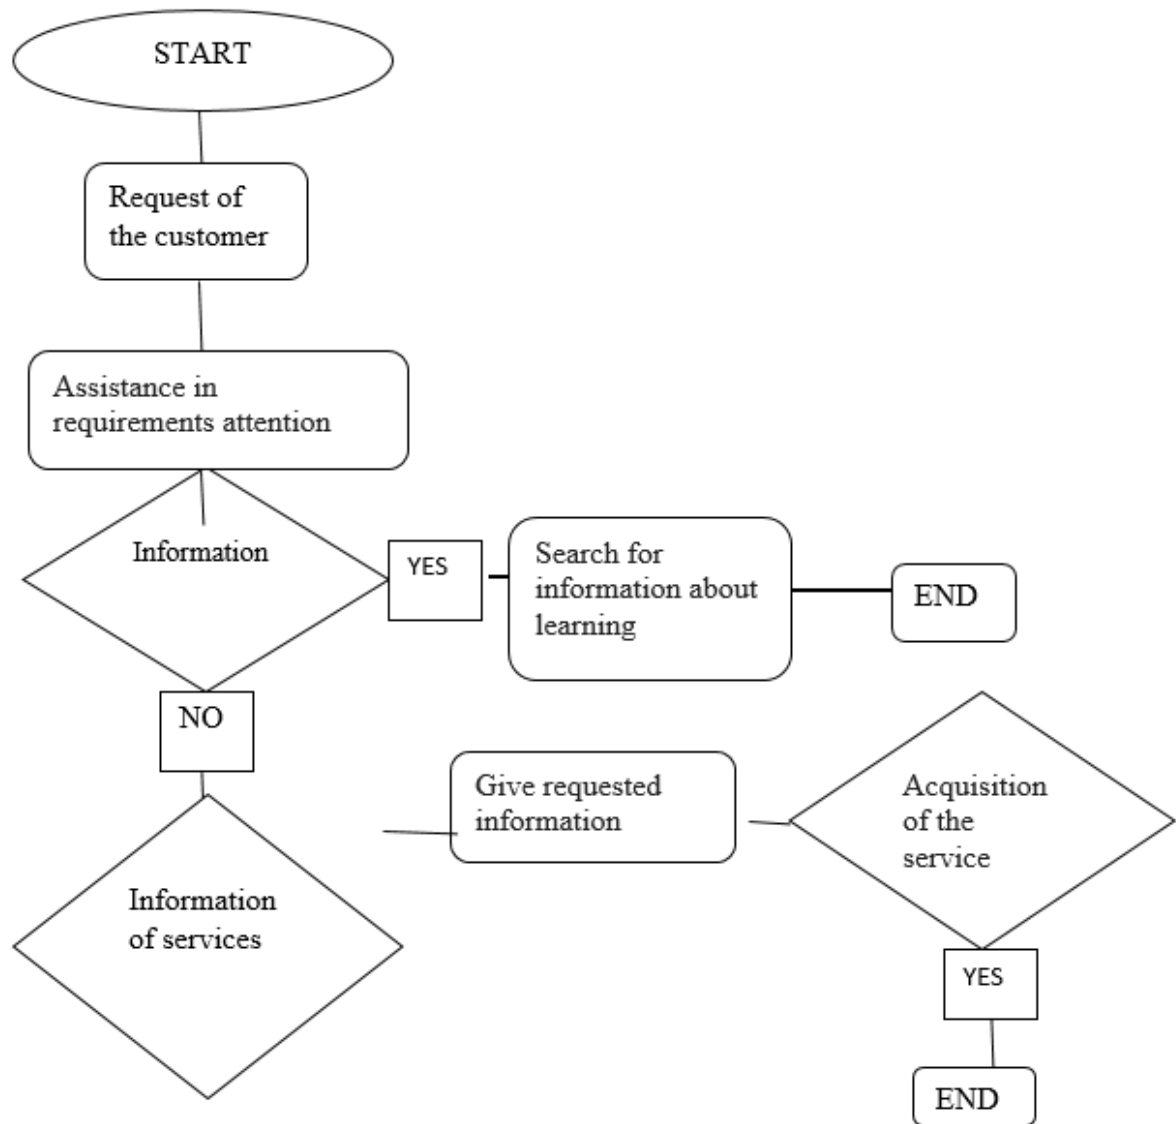 START
Request of
the customer
Assistance in
requirements attention
Information
YES
Search for
information about
learning
END
NO
Give requested
information
Acquisition
of the
service
Information
of services
YES
END